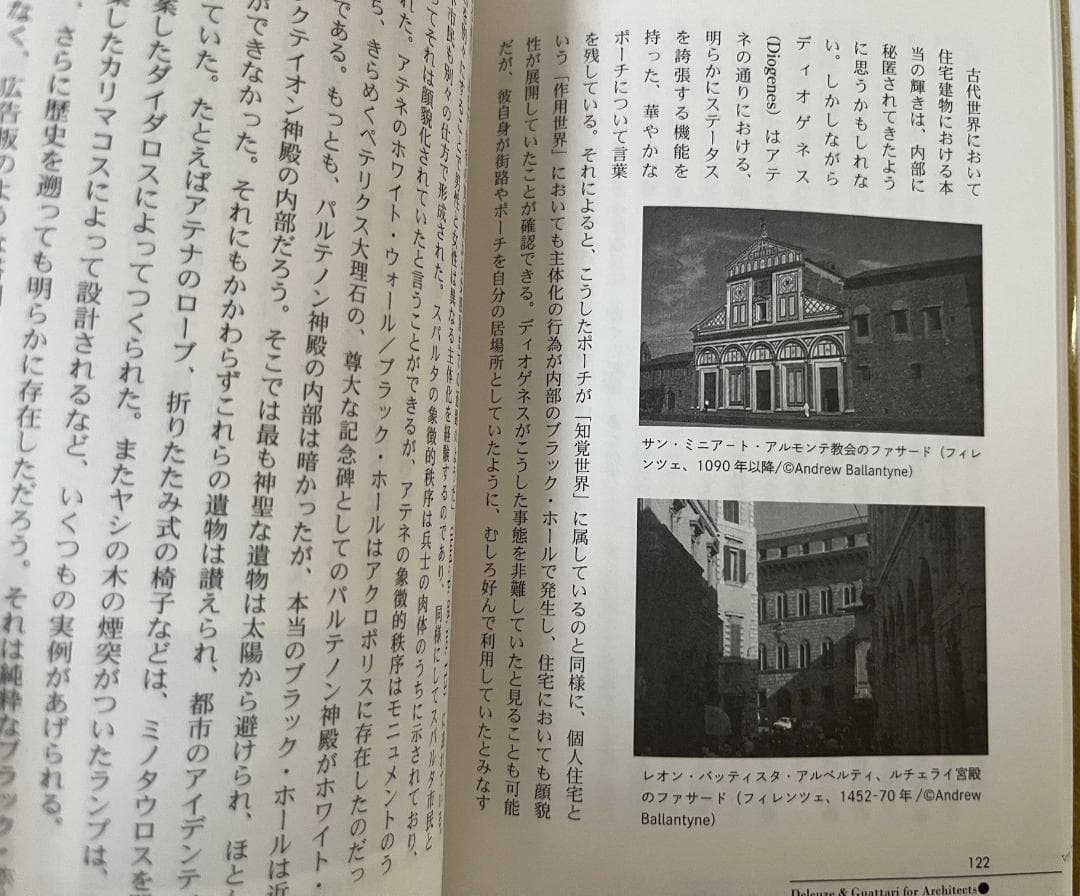 古代世界において
住宅建物における本
当の輝きは、内部に
秘匿されてきたよう
に思うかもしれな
い。しかしながら
ディオゲネス
(Diogenes) はアテ
ネの通りにおける、
明らかにステータス
を誇張する機能を
持った、華やかな
ポーチについて言葉
を残している。それによると、こうしたポーチが「知覚世界」に属しているのと同様に、個人住宅と
いう「作用世界」においても主体化の行為が内部のブラック・ホールで発生し、住宅においても顔貌
性が展開していたことが確認できる。ディオゲネスがこうした事態を非難していたと見ることも可能
だが、彼自身が街路やポーチを自分の居場所としていたように、むしろ好んで利用していたとみなす
サン・ミニアート・アルモンテ教会のファサード（フィレ
ンツェ、1090 年以降/©Andrew Ballantyne）
レオン・バッティスタ・アルベルティ、ルチェライ宮殿
のファサード（フィレンツェ、1452-70 年 /©Andrew
Ballantyne）
122
Deleuze & Guattari for Architects●
市民も別々の仕方で形成された。スパルタの象徴的秩序は兵士の肉体のうちに示されており、
ってそれは顔貌化されていたと言うことができるが、アテネの象徴的秩序はモニュメントのう
れた。アテネのホワイト・ウォール／ブラック・ホールはアクロポリスに存在したのだっ
ち、きらめくペテリクス大理石の、尊大な記念碑としてのパルテノン神殿がホワイト・
である。もっとも、パルテノン神殿の内部は暗かったが、本当のブラック・ホールは近
クテイオン神殿の内部だろう。そこでは最も神聖な遺物は太陽から避けられ、ほと
ができなかった。それにもかかわらずこれらの遺物は讃えられ、都市のアイデンテ
ていた。たとえばアテナのローブ、折りたたみ式の椅子などは、ミノタウロスを
案したダイダロスによってつくられた。またヤシの木の煙突がついたランプは、
案したカリマコスによって設計されるなど、いくつもの実例があげられる。
、さらに歴史を遡っても明らかに存在しただろう。それは純粋なブラック・
なく、広告板のような